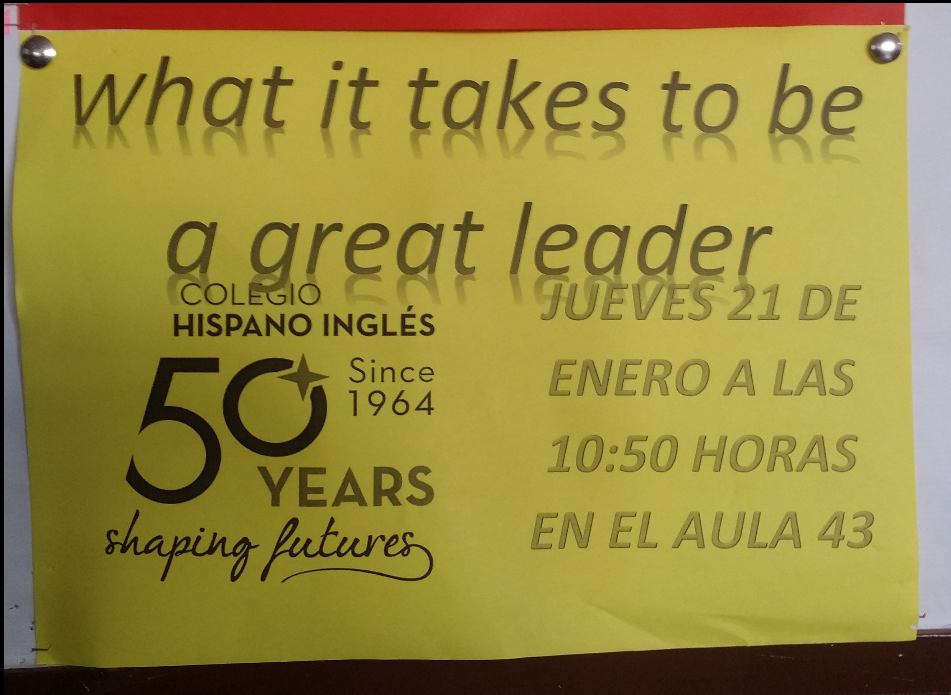 what it takes to be
a great leader
COLEGIO
HISPANO INGLÉS
50
Since
1964
YEARS
shaping futures
JUEVES 21 DE
ENERO A LAS
10:50 HORAS
EN EL AULA 43